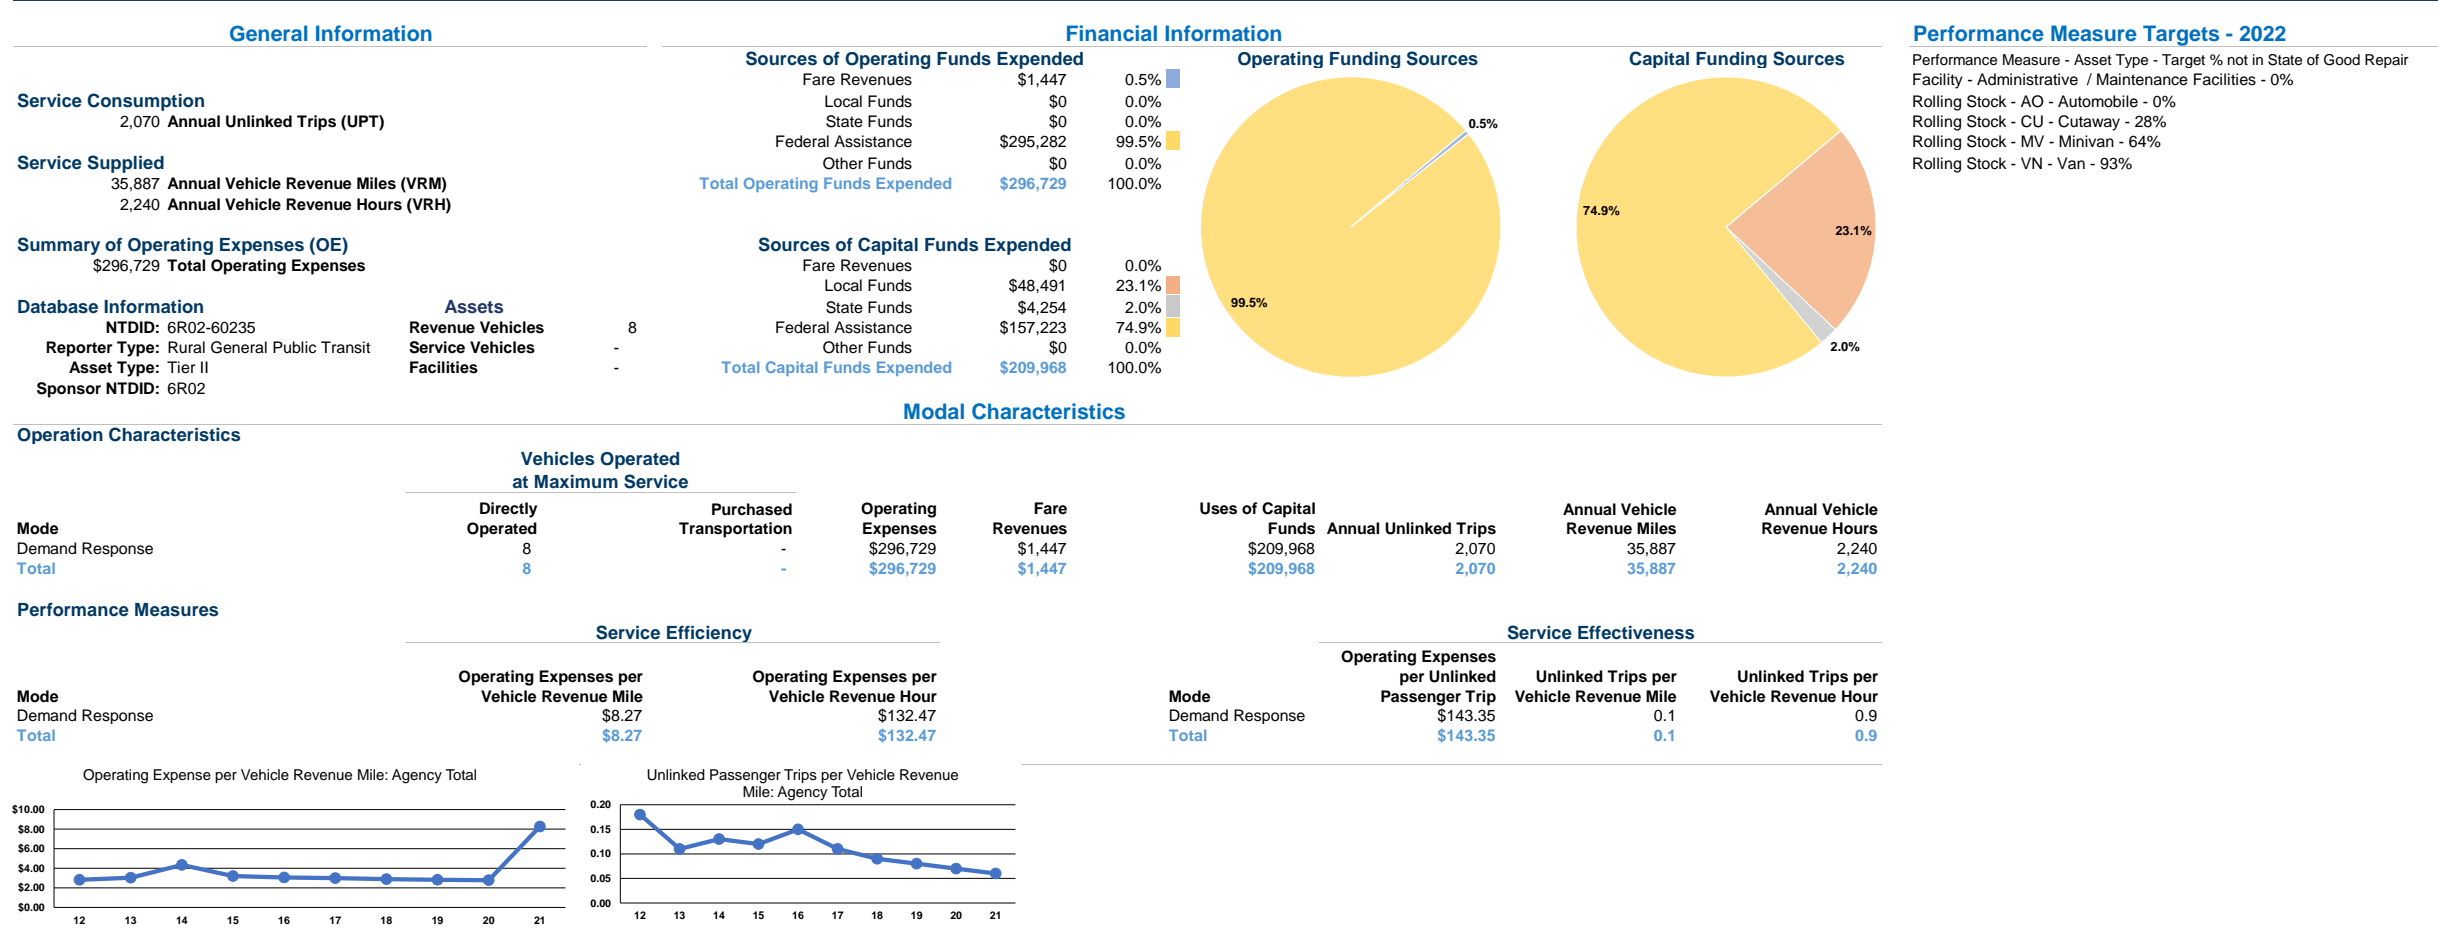 General Information
Service Consumption
2,070 Annual Unlinked Trips (UPT)
Service Supplied
35,887 Annual Vehicle Revenue Miles (VRM)
2,240 Annual Vehicle Revenue Hours (VRH)
Summary of Operating Expenses (OE)
$296,729 Total Operating Expenses
Database Information
NTDID: 6R02-60235
Reporter Type: Rural General Public Transit
Asset Type: Tier II
Sponsor NTDID: 6R02
Assets
Revenue Vehicles 8
Service Vehicles -
Facilities -
Financial Information
Sources of Operating Funds Expended
Fare Revenues $1,447 0.5%
Local Funds $0 0.0%
State Funds $0 0.0%
Federal Assistance $295,282 99.5%
Other Funds $0 0.0%
Total Operating Funds Expended $296,729 100.0%
Sources of Capital Funds Expended
Fare Revenues $0 0.0%
Local Funds $48,491 23.1%
State Funds $4,254 2.0%
Federal Assistance $157,223 74.9%
Other Funds $0 0.0%
Total Capital Funds Expended $209,968 100.0%
Operating Funding Sources
0.5%
99.5%
Capital Funding Sources
74.9%
23.1%
2.0%
Performance Measure Targets - 2022
Performance Measure - Asset Type - Target % not in State of Good Repair
Facility - Administrative / Maintenance Facilities - 0%
Rolling Stock - AO - Automobile - 0%
Rolling Stock - CU - Cutaway - 28%
Rolling Stock - MV - Minivan - 64%
Rolling Stock - VN - Van - 93%
Modal Characteristics
Operation Characteristics
Vehicles Operated
at Maximum Service
Directly Purchased Operating Fare Uses of Capital Annual Vehicle Annual Vehicle
Mode Operated Transportation Expenses Revenues Funds Annual Unlinked Trips Revenue Miles Revenue Hours
Demand Response 8 - $296,729 $1,447 $209,968 2,070 35,887 2,240
Total 8 - $296,729 $1,447 $209,968 2,070 35,887 2,240
Performance Measures
Service Efficiency
Operating Expenses per Operating Expenses per
Mode Vehicle Revenue Mile Vehicle Revenue Hour
Demand Response $8.27 $132.47
Total $8.27 $132.47
Service Effectiveness
Operating Expenses
per Unlinked Unlinked Trips per Unlinked Trips per
Mode Passenger Trip Vehicle Revenue Mile Vehicle Revenue Hour
Demand Response $143.35 0.1 0.9
Total $143.35 0.1 0.9
Operating Expense per Vehicle Revenue Mile: Agency Total
$10.00
$8.00
$6.00
$4.00
$2.00
$0.00
12 13 14 15 16 17 18 19 20 21
Unlinked Passenger Trips per Vehicle Revenue
Mile: Agency Total
0.20
0.15
0.10
0.05
0.00
12 13 14 15 16 17 18 19 20 21